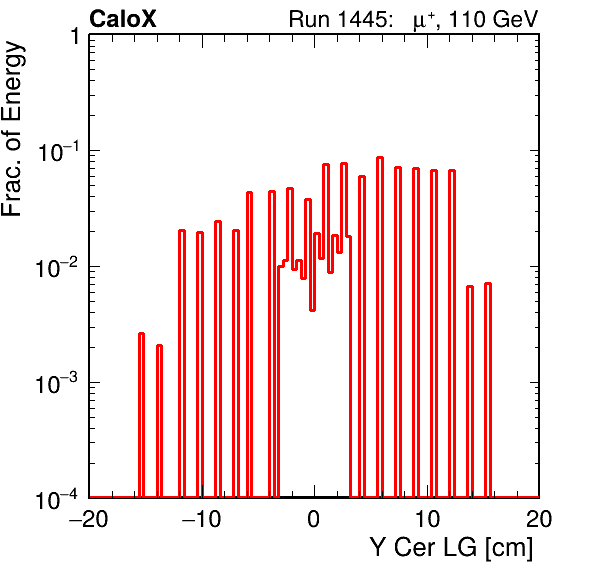 CaloX Run 1445: μ⁺, 110 GeV
Frac. of Energy
1
10⁻¹
10⁻²
10⁻³
10⁻⁴
−20 −10 0 10 20
Y Cer LG [cm]